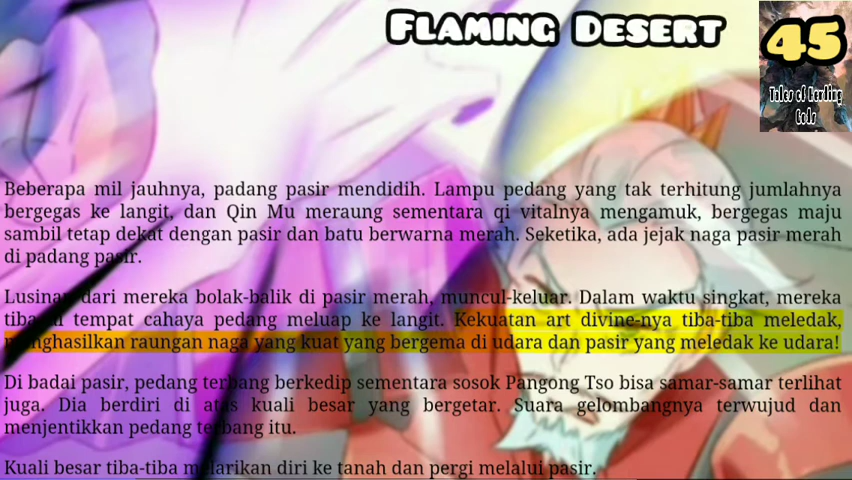 FLAMING DESERT
45
Tales of Herding
Gods
Beberapa mil jauhnya, padang pasir mendidih. Lampu pedang yang tak terhitung jumlahnya
bergegas ke langit, dan Qin Mu meraung sementara qi vitalnya mengamuk, bergegas maju
sambil tetap dekat dengan pasir dan batu berwarna merah. Seketika, ada jejak naga pasir merah
di padang pasir.
Lusinan dari mereka bolak-balik di pasir merah, muncul-keluar. Dalam waktu singkat, mereka
tiba di tempat cahaya pedang meluap ke langit. Kekuatan art divine-nya tiba-tiba meledak,
menghasilkan raungan naga yang kuat yang bergema di udara dan pasir yang meledak ke udara!
Di badai pasir, pedang terbang berkedip sementara sosok Pangong Tso bisa samar-samar terlihat
juga. Dia berdiri di atas kuali besar yang bergetar. Suara gelombangnya terwujud dan
menjentikkan pedang terbang itu.
Kuali besar tiba-tiba melarikan diri ke tanah dan pergi melalui pasir.